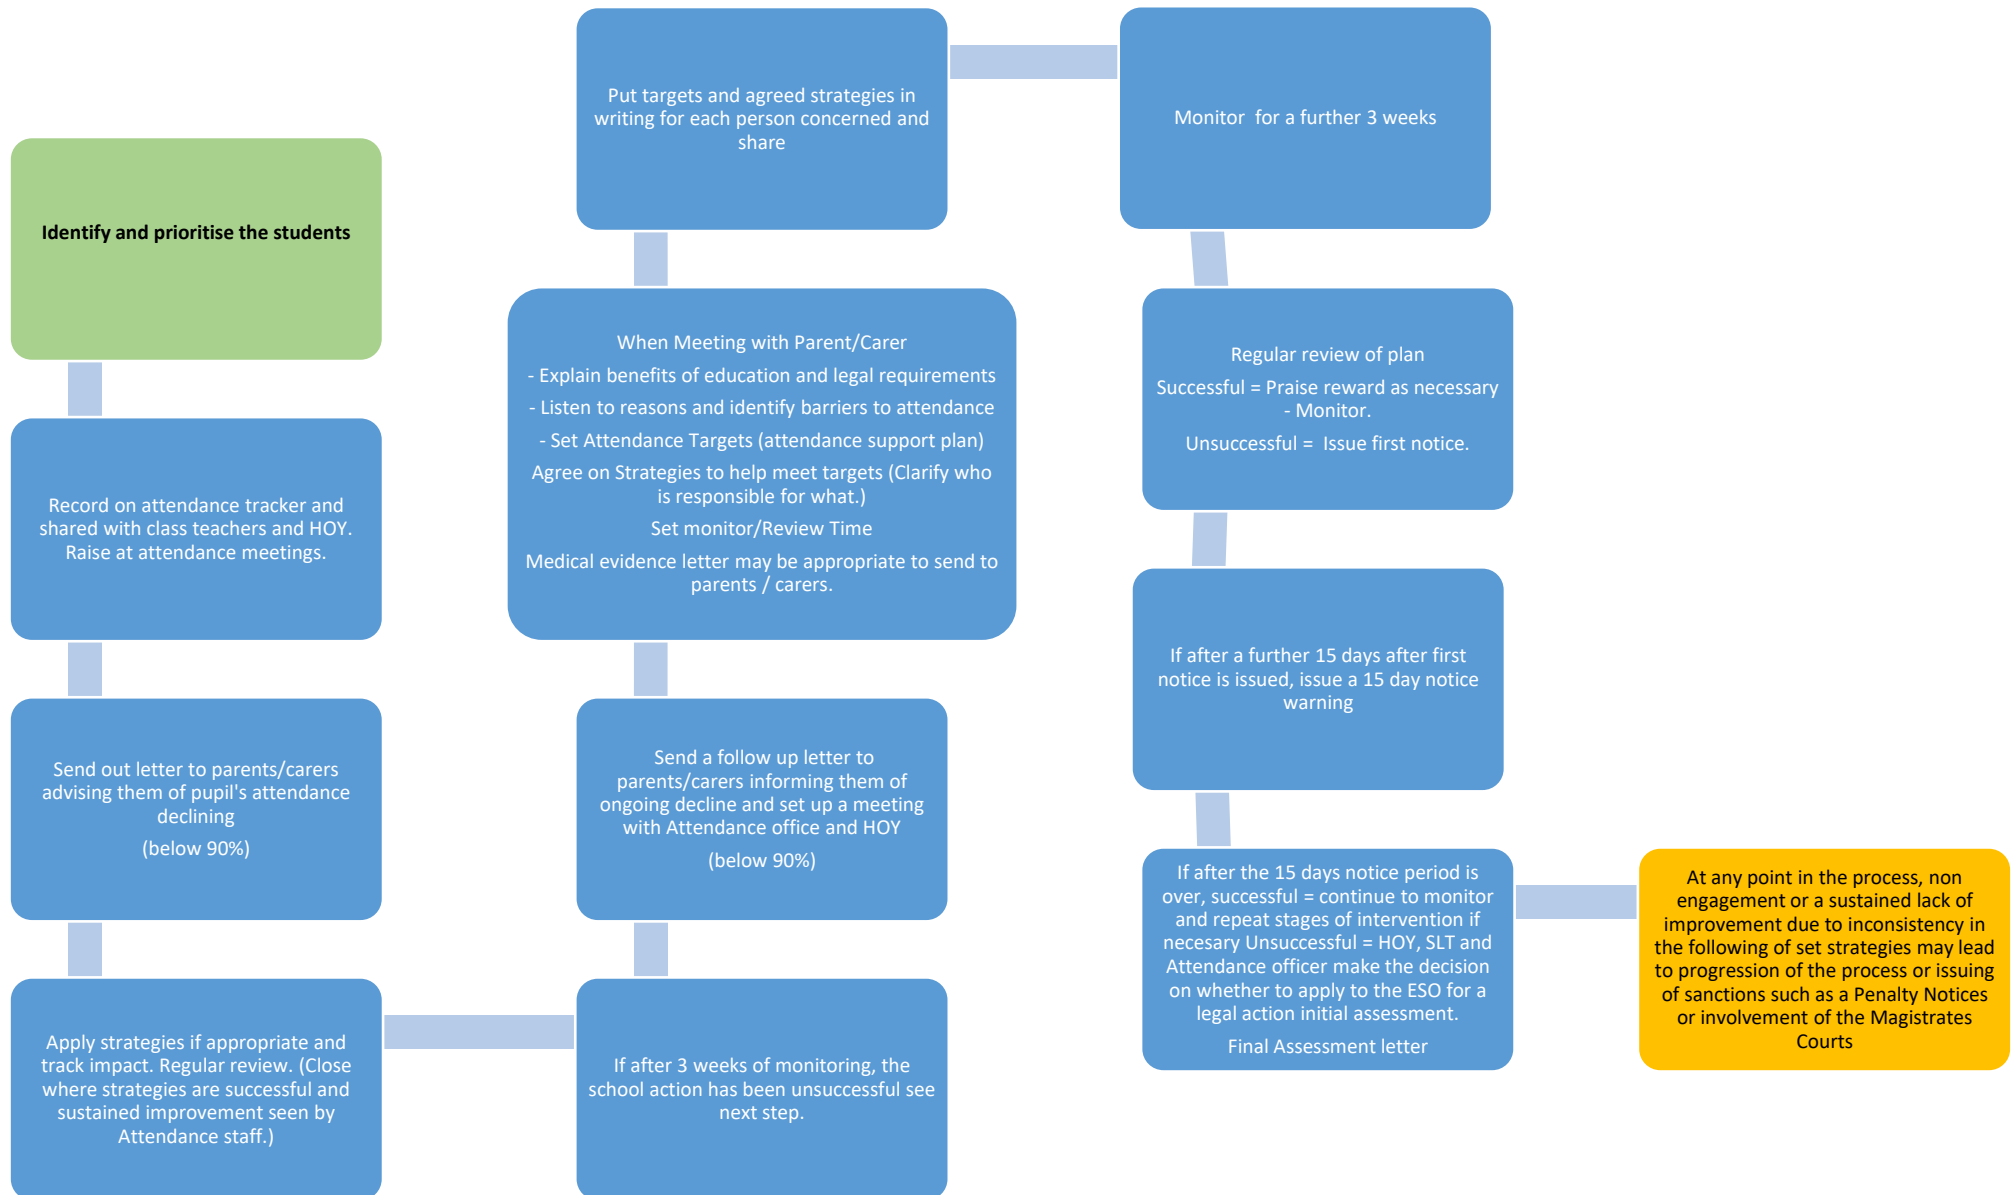 Identify and prioritise the students
Record on attendance tracker and
shared with class teachers and HOY.
Raise at attendance meetings.
Send out letter to parents/carers
advising them of pupil's attendance
declining
(below 90%)
Apply strategies if appropriate and
track impact. Regular review. (Close
where strategies are successful and
sustained improvement seen by
Attendance staff.)
If after 3 weeks of monitoring, the
school action has been unsuccessful see
next step.
Send a follow up letter to
parents/carers informing them of
ongoing decline and set up a meeting
with Attendance office and HOY
(below 90%)
When Meeting with Parent/Carer
- Explain benefits of education and legal requirements
- Listen to reasons and identify barriers to attendance
- Set Attendance Targets (attendance support plan)
Agree on Strategies to help meet targets (Clarify who
is responsible for what.)
Set monitor/Review Time
Medical evidence letter may be appropriate to send to
parents / carers.
Put targets and agreed strategies in
writing for each person concerned and
share
Monitor for a further 3 weeks
Regular review of plan
Successful = Praise reward as necessary
- Monitor.
Unsuccessful = Issue first notice.
If after a further 15 days after first
notice is issued, issue a 15 day notice
warning
If after the 15 days notice period is
over, successful = continue to monitor
and repeat stages of intervention if
necesary Unsuccessful = HOY, SLT and
Attendance officer make the decision
on whether to apply to the ESO for a
legal action initial assessment.
Final Assessment letter
At any point in the process, non
engagement or a sustained lack of
improvement due to inconsistency in
the following of set strategies may lead
to progression of the process or issuing
of sanctions such as a Penalty Notices
or involvement of the Magistrates
Courts